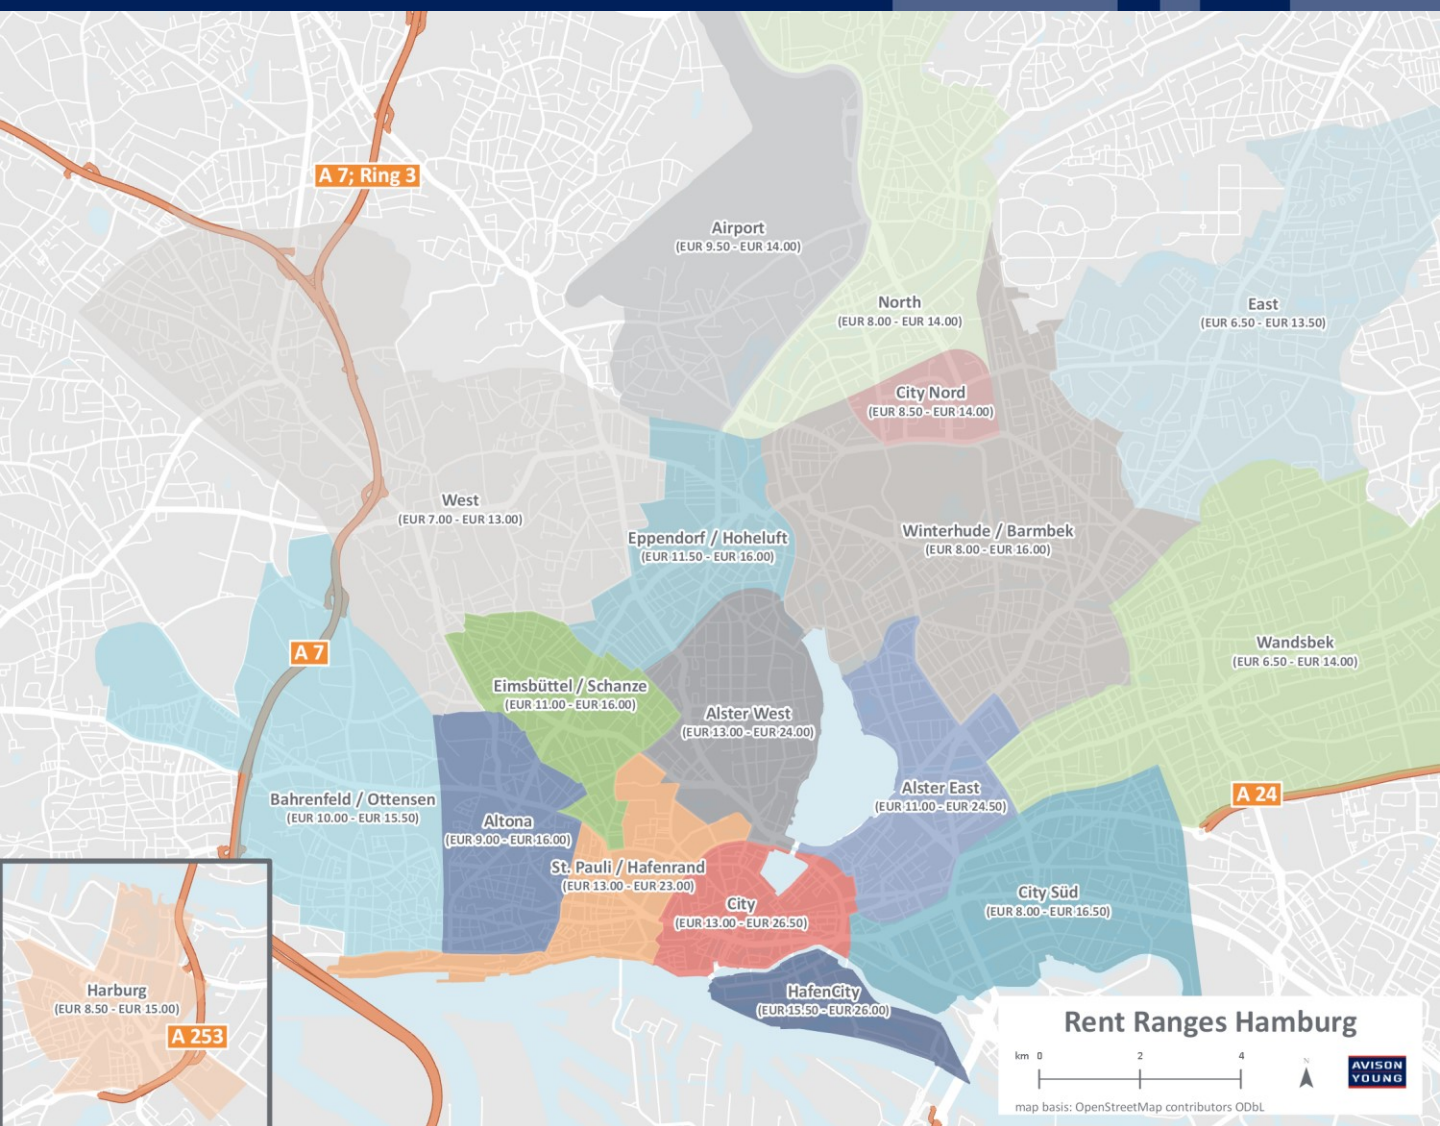 A 7; Ring 3
Airport
(EUR 9.50 - EUR 14.00)
North
(EUR 8.00 - EUR 14.00)
East
(EUR 6.50 - EUR 13.50)
City Nord
(EUR 8.50 - EUR 14.00)
West
(EUR 7.00 - EUR 13.00)
Eppendorf / Hoheluft
(EUR 11.50 - EUR 16.00)
Winterhude / Barmbek
(EUR 8.00 - EUR 16.00)
A 7
Wandsbek
(EUR 6.50 - EUR 14.00)
Eimsbüttel / Schanze
(EUR 11.00 - EUR 16.00)
Alster West
(EUR 13.00 - EUR 24.00)
Alster East
(EUR 11.00 - EUR 24.50)
A 24
Bahrenfeld / Ottensen
(EUR 10.00 - EUR 15.50)
Altona
(EUR 9.00 - EUR 16.00)
St. Pauli / Hafenrand
(EUR 13.00 - EUR 23.00)
City
(EUR 13.00 - EUR 26.50)
City Süd
(EUR 8.00 - EUR 16.50)
HafenCity
(EUR 15.50 - EUR 26.00)
Harburg
(EUR 8.50 - EUR 15.00)
A 253
Rent Ranges Hamburg
km 0 2 4
N
AVISON
YOUNG
map basis: OpenStreetMap contributors ODbL